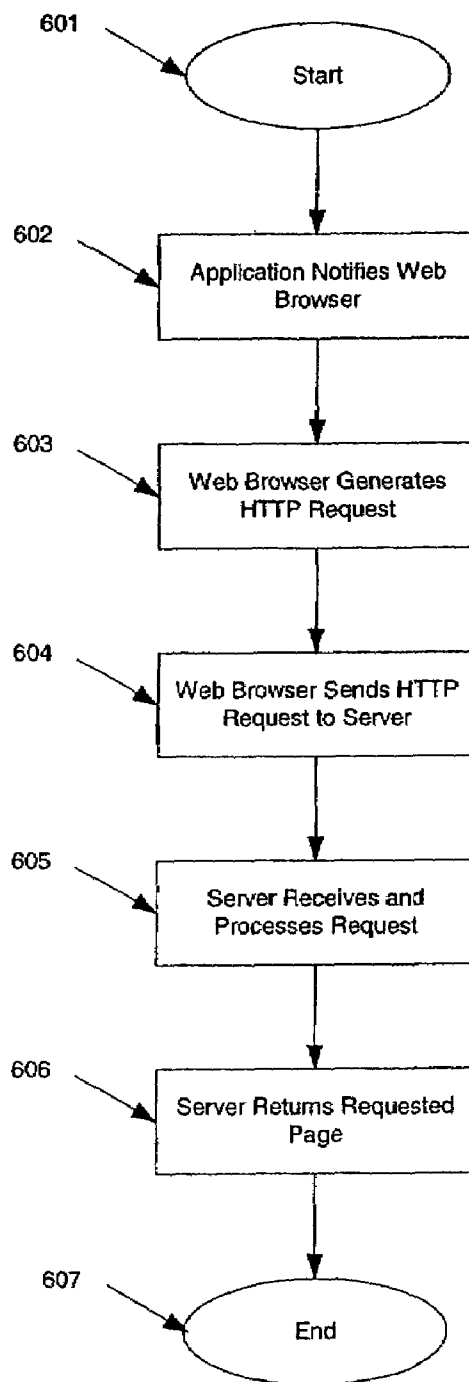 601
Start
602
Application Notifies Web
Browser
603
Web Browser Generates
HTTP Request
604
Web Browser Sends HTTP
Request to Server
605
Server Receives and
Processes Request
606
Server Returns Requested
Page
607
End